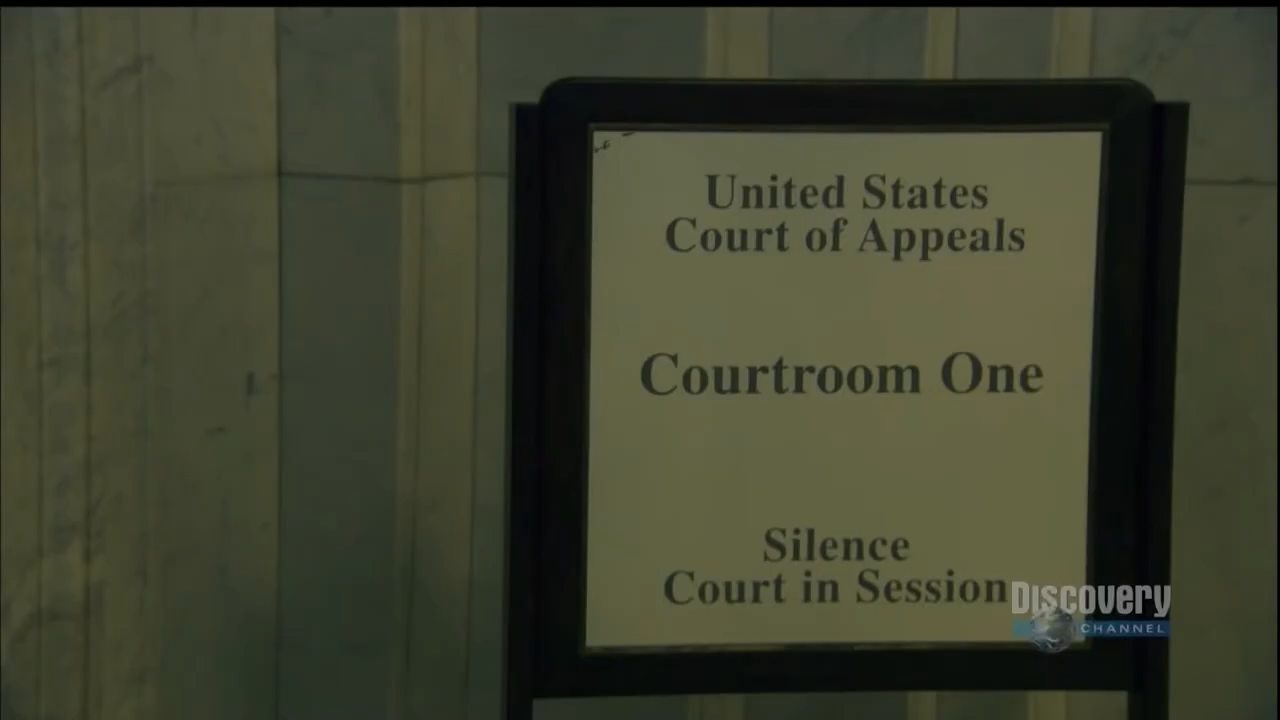 United States
Court of Appeals
Courtroom One
Silence
Court in Session
Discovery
CHANNEL